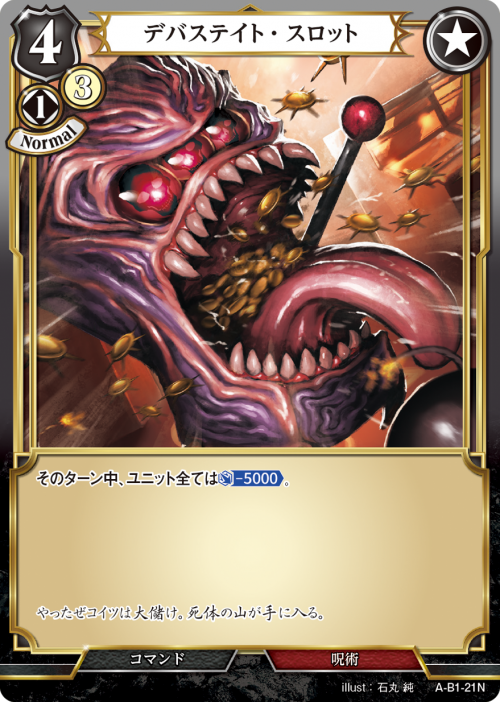 4
デバステイト・スロット
3
1
Normal
そのターン中、ユニット全ては-5000。
やったぜコイツは大儲け。死体の山が手に入る。
コマンド
呪術
illust：石丸 純
A-B1-21N